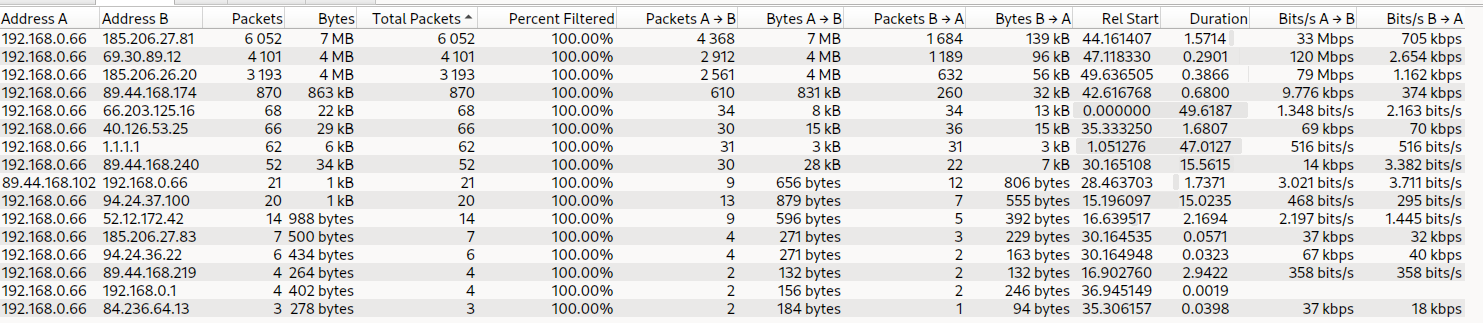 Address A Address B Packets Bytes Total Packets Percent Filtered Packets A → B Bytes A → B Packets B → A Bytes B → A Rel Start Duration Bits/s A → B Bits/s B → A
192.168.0.66 185.206.27.81 6 052 7 MB 6 052 100.00% 4 368 7 MB 1 684 139 kB 44.161407 1.5714 33 Mbps 705 kbps
192.168.0.66 69.30.89.12 4 101 4 MB 4 101 100.00% 2 912 4 MB 1 189 96 kB 47.118330 0.2901 120 Mbps 2.654 kbps
192.168.0.66 185.206.26.20 3 193 4 MB 3 193 100.00% 2 561 4 MB 632 56 kB 49.636505 0.3866 79 Mbps 1.162 kbps
192.168.0.66 89.44.168.174 870 863 kB 870 100.00% 610 831 kB 260 32 kB 42.616768 0.6800 9.776 kbps 374 kbps
192.168.0.66 66.203.125.16 68 22 kB 68 100.00% 34 8 kB 34 13 kB 0.000000 49.6187 1.348 bits/s 2.163 bits/s
192.168.0.66 40.126.53.25 66 29 kB 66 100.00% 30 15 kB 36 15 kB 35.333250 1.6807 69 kbps 70 kbps
192.168.0.66 1.1.1.1 62 6 kB 62 100.00% 31 3 kB 31 3 kB 1.051276 47.0127 516 bits/s 516 bits/s
192.168.0.66 89.44.168.240 52 34 kB 52 100.00% 30 28 kB 22 7 kB 30.165108 15.5615 14 kbps 3.382 bits/s
89.44.168.102 192.168.0.66 21 1 kB 21 100.00% 9 656 bytes 12 806 bytes 28.463703 1.7371 3.021 bits/s 3.711 bits/s
192.168.0.66 94.24.37.100 20 1 kB 20 100.00% 13 879 bytes 7 555 bytes 15.196097 15.0235 468 bits/s 295 bits/s
192.168.0.66 52.12.172.42 14 988 bytes 14 100.00% 9 596 bytes 5 392 bytes 16.639517 2.1694 2.197 bits/s 1.445 bits/s
192.168.0.66 185.206.27.83 7 500 bytes 7 100.00% 4 271 bytes 3 229 bytes 30.164535 0.0571 37 kbps 32 kbps
192.168.0.66 94.24.36.22 6 434 bytes 6 100.00% 4 271 bytes 2 163 bytes 30.164948 0.0323 67 kbps 40 kbps
192.168.0.66 89.44.168.219 4 264 bytes 4 100.00% 2 132 bytes 2 132 bytes 16.902760 2.9422 358 bits/s 358 bits/s
192.168.0.66 192.168.0.1 4 402 bytes 4 100.00% 2 156 bytes 2 246 bytes 36.945149 0.0019
192.168.0.66 84.236.64.13 3 278 bytes 3 100.00% 2 184 bytes 1 94 bytes 35.306157 0.0398 37 kbps 18 kbps